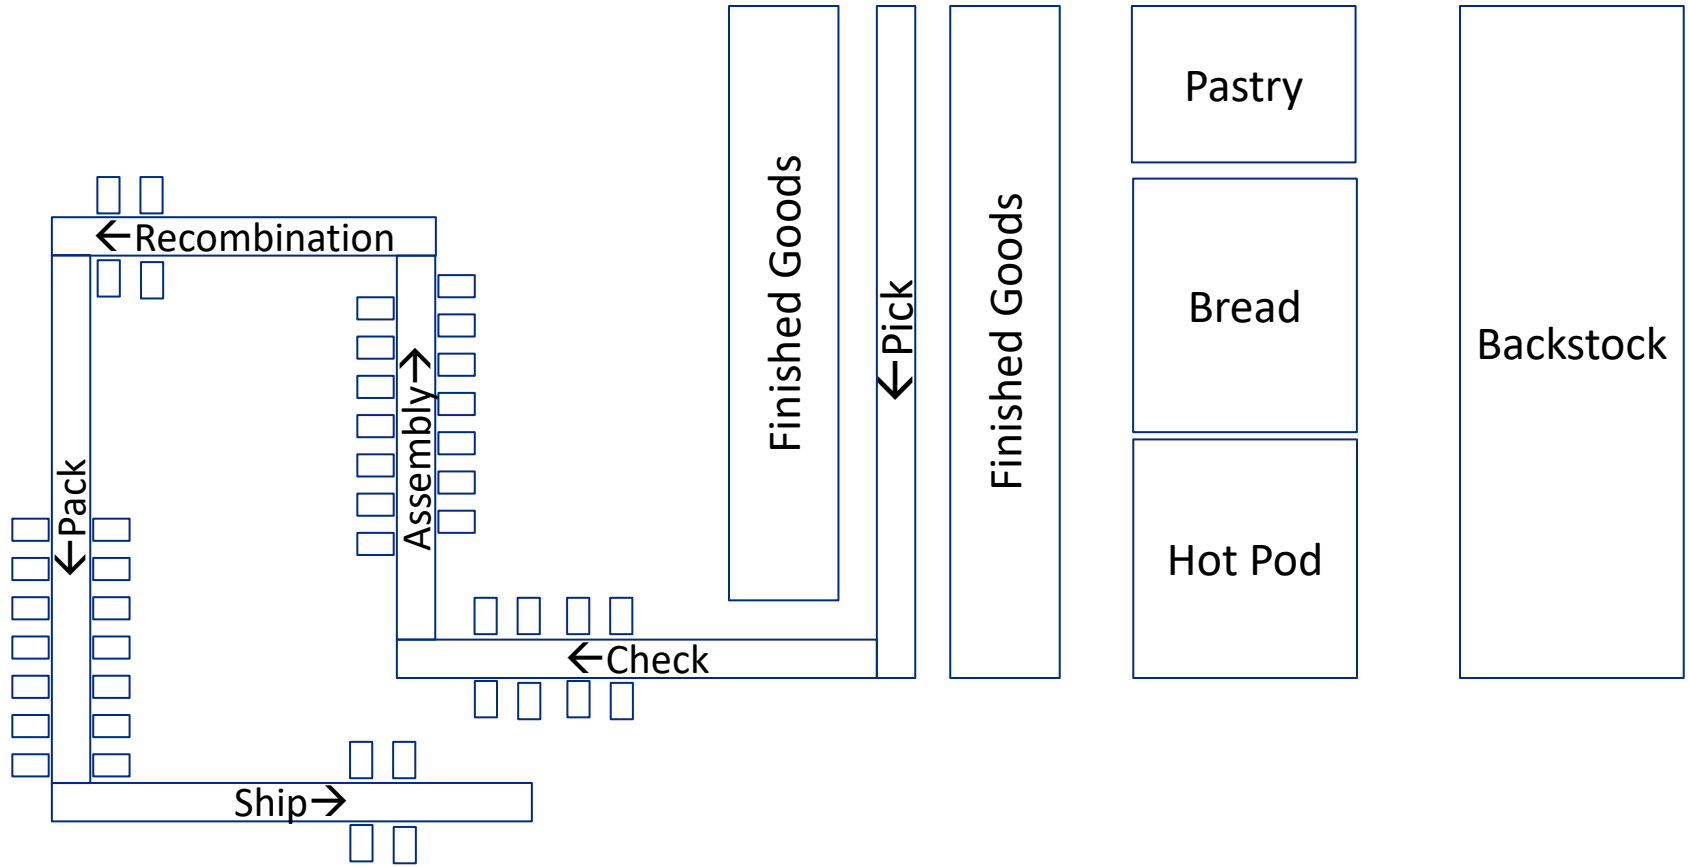 Finished Goods
←Pick
Finished Goods
Pastry
Bread
Hot Pod
Backstock
←Check
Assembly→
←Recombination
←Pack
Ship→